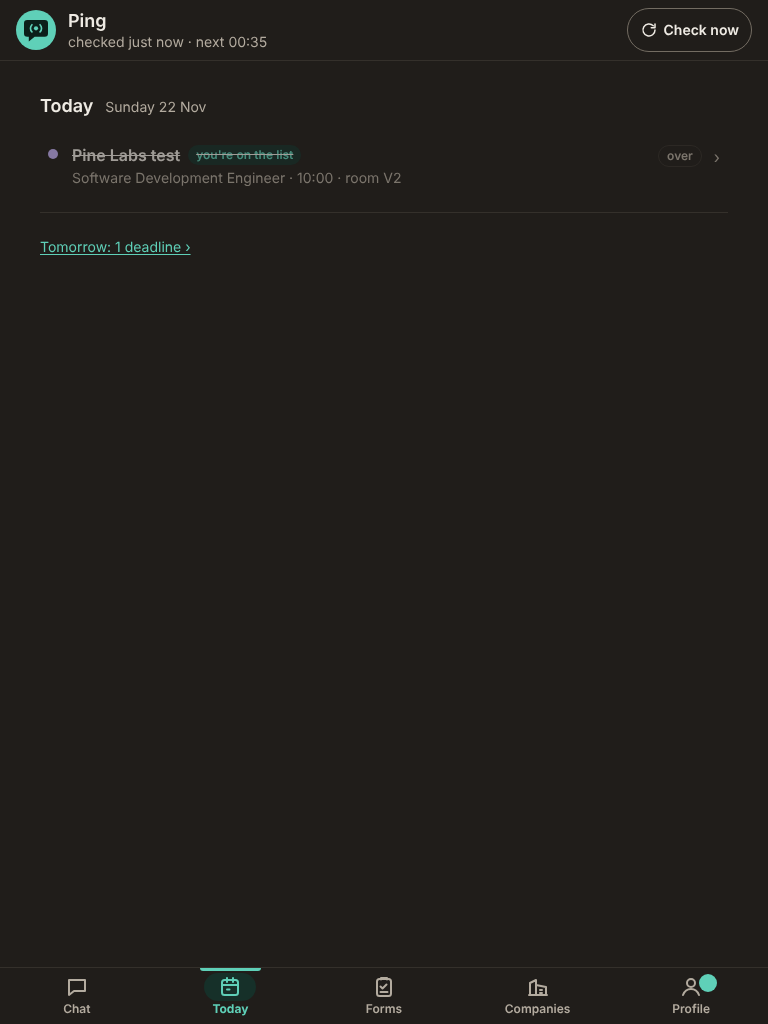 Ping
checked just now · next 00:35
Check now
Today Sunday 22 Nov
Pine Labs test you're on the list over ›
Software Development Engineer · 10:00 · room V2
Tomorrow: 1 deadline ›
Chat
Today
Forms
Companies
Profile